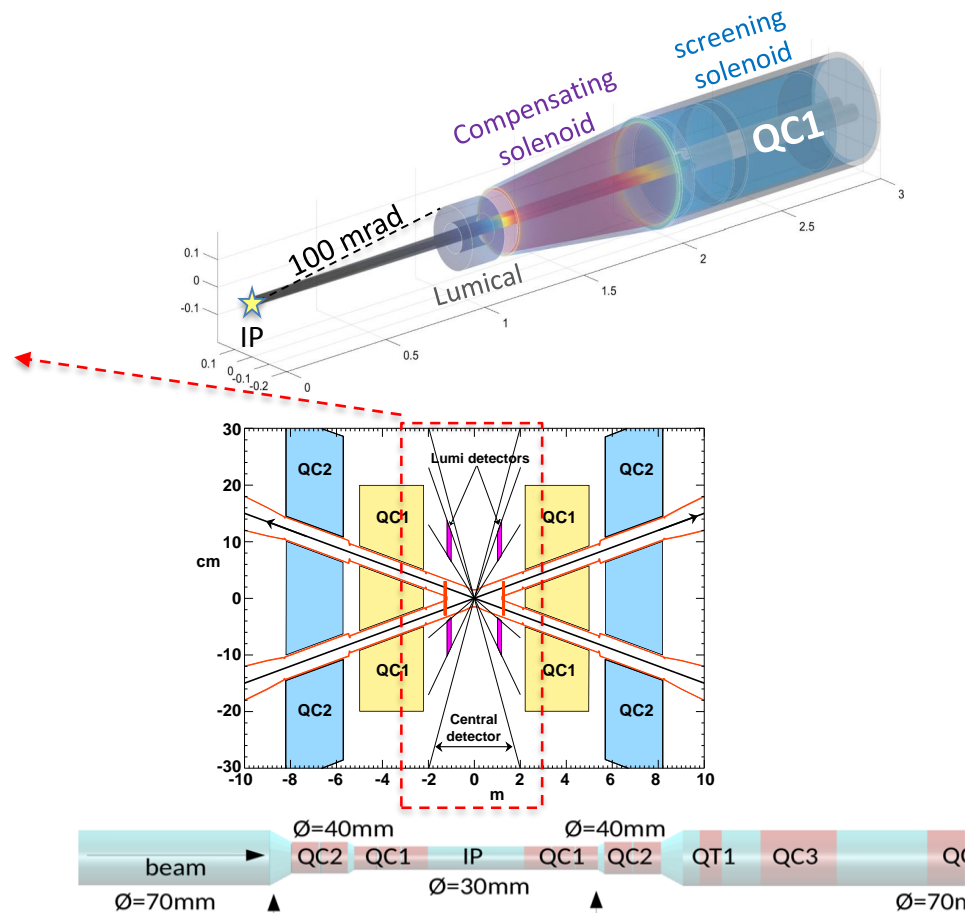 screening
solenoid
Compensating
solenoid
QC1
100 mrad
Lumical
IP
0.1
0
-0.1
0.1
0
-0.1
-0.2
0
0.5
1
1.5
2
2.5
3
30
20
10
cm
0
-10
-20
-30
QC2
QC1
Lumi detectors
QC1
QC2
QC2
QC1
Central
detector
QC1
QC2
-10 -8 -6 -4 -2 0 2 4 6 8 10
m
Ø=40mm Ø=40mm
beam QC2 QC1 IP QC1 QC2 QT1 QC3
Ø=70mm Ø=30mm